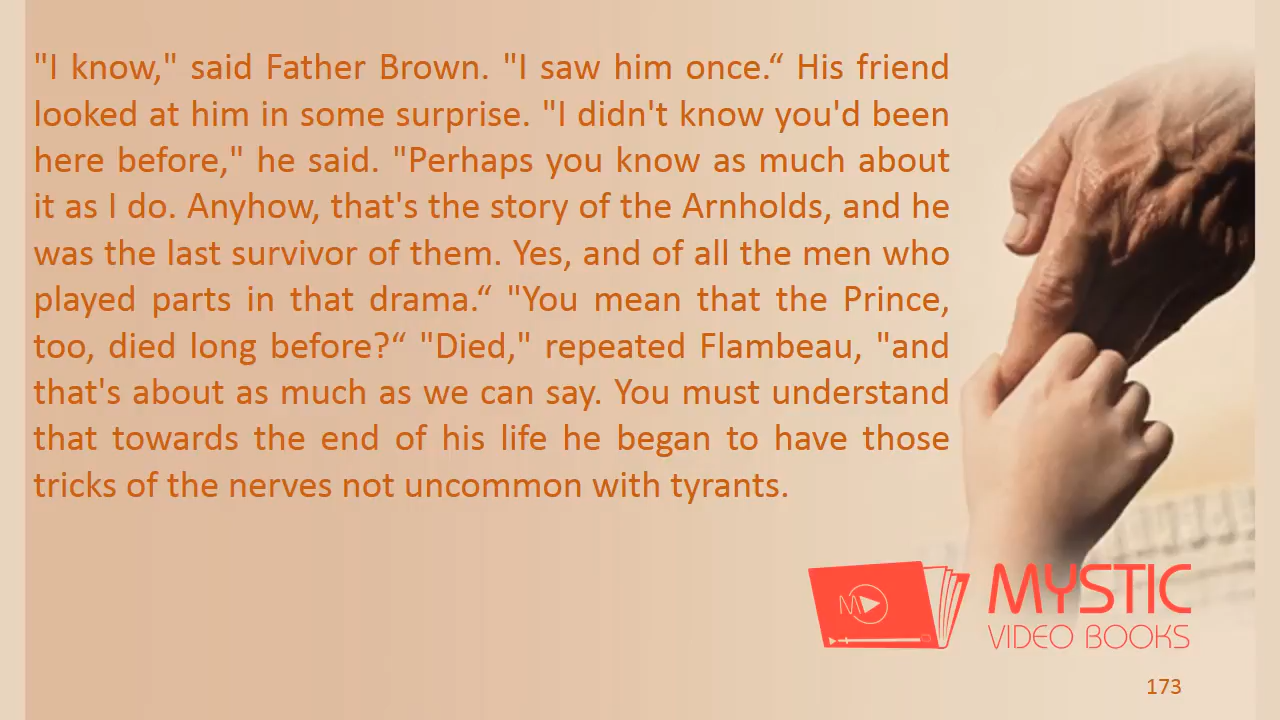 "I know," said Father Brown. "I saw him once.“ His friend
looked at him in some surprise. "I didn't know you'd been
here before," he said. "Perhaps you know as much about
it as I do. Anyhow, that's the story of the Arnholds, and he
was the last survivor of them. Yes, and of all the men who
played parts in that drama.“ "You mean that the Prince,
too, died long before?“ "Died," repeated Flambeau, "and
that's about as much as we can say. You must understand
that towards the end of his life he began to have those
tricks of the nerves not uncommon with tyrants.
M
MYSTIC
VIDEO BOOKS
173